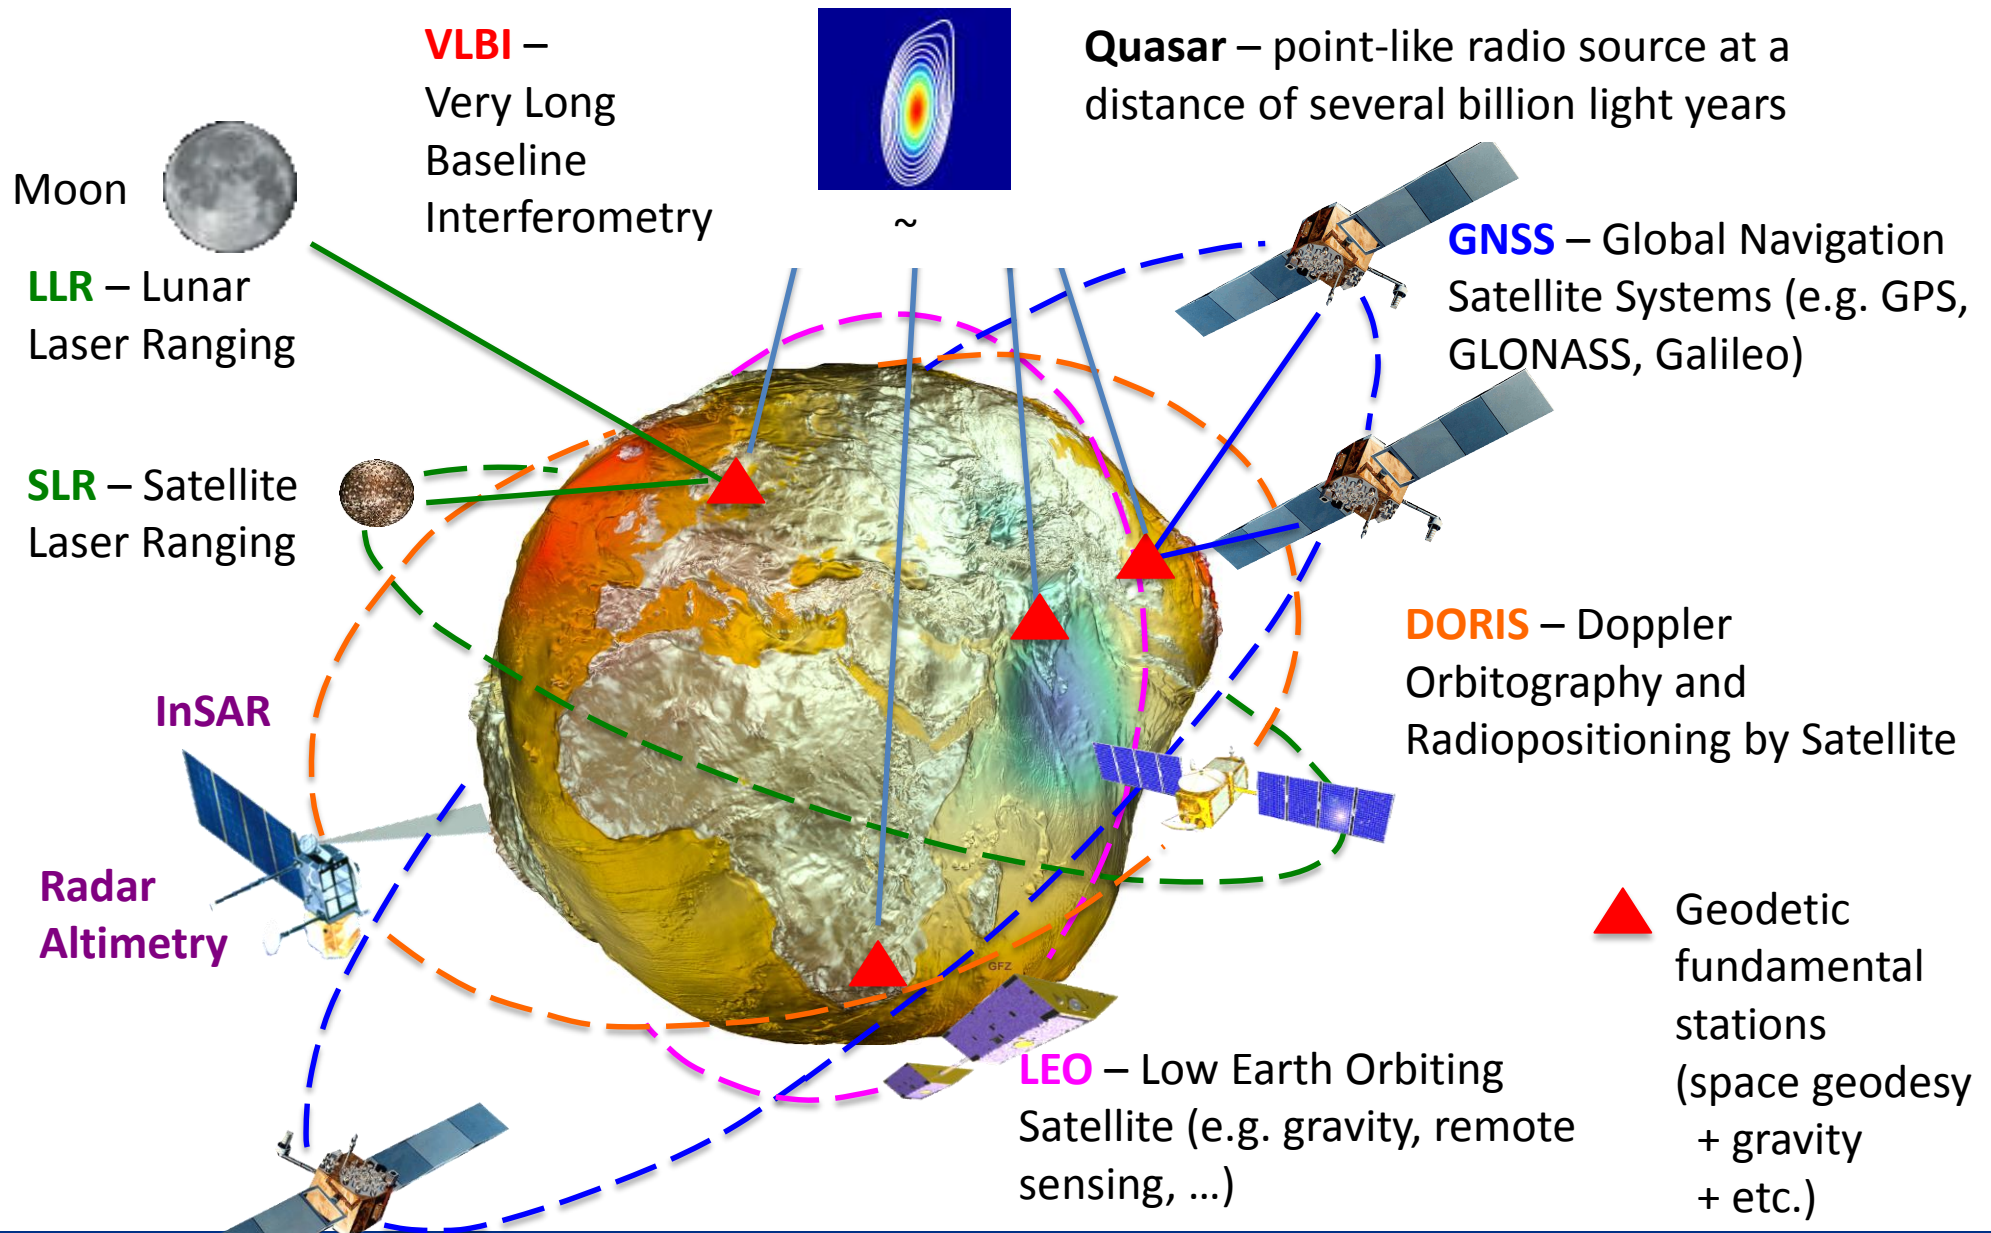 VLBI –
Very Long
Baseline
Interferometry
Quasar – point-like radio source at a
distance of several billion light years
Moon
~
LLR – Lunar
Laser Ranging
GNSS – Global Navigation
Satellite Systems (e.g. GPS,
GLONASS, Galileo)
SLR – Satellite
Laser Ranging
DORIS – Doppler
Orbitography and
Radiopositioning by Satellite
InSAR
Radar
Altimetry
GFZ
Geodetic
fundamental
stations
(space geodesy
+ gravity
+ etc.)
LEO – Low Earth Orbiting
Satellite (e.g. gravity, remote
sensing, …)